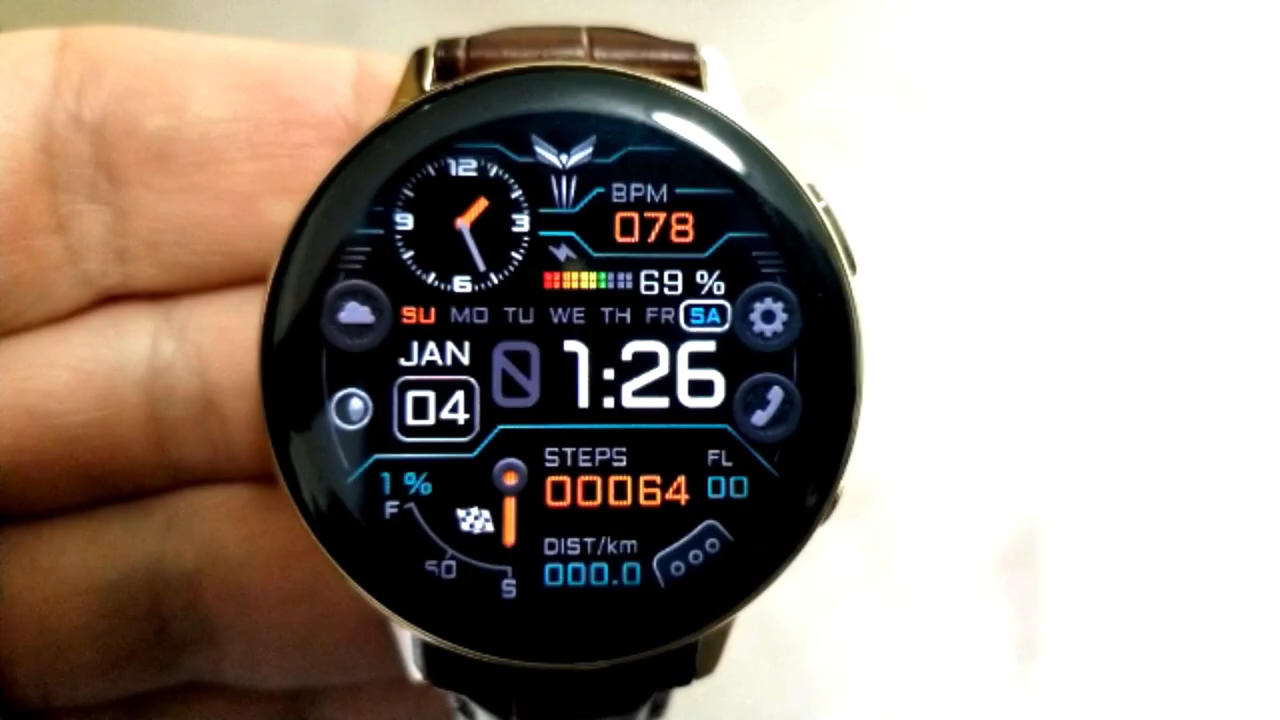 12
9 3
6
BPM
078
69 %
SU MO TU WE TH FR SA
JAN
04
1:26
1 %
F
50
S
STEPS
00064
FL
00
DIST/km
000.0